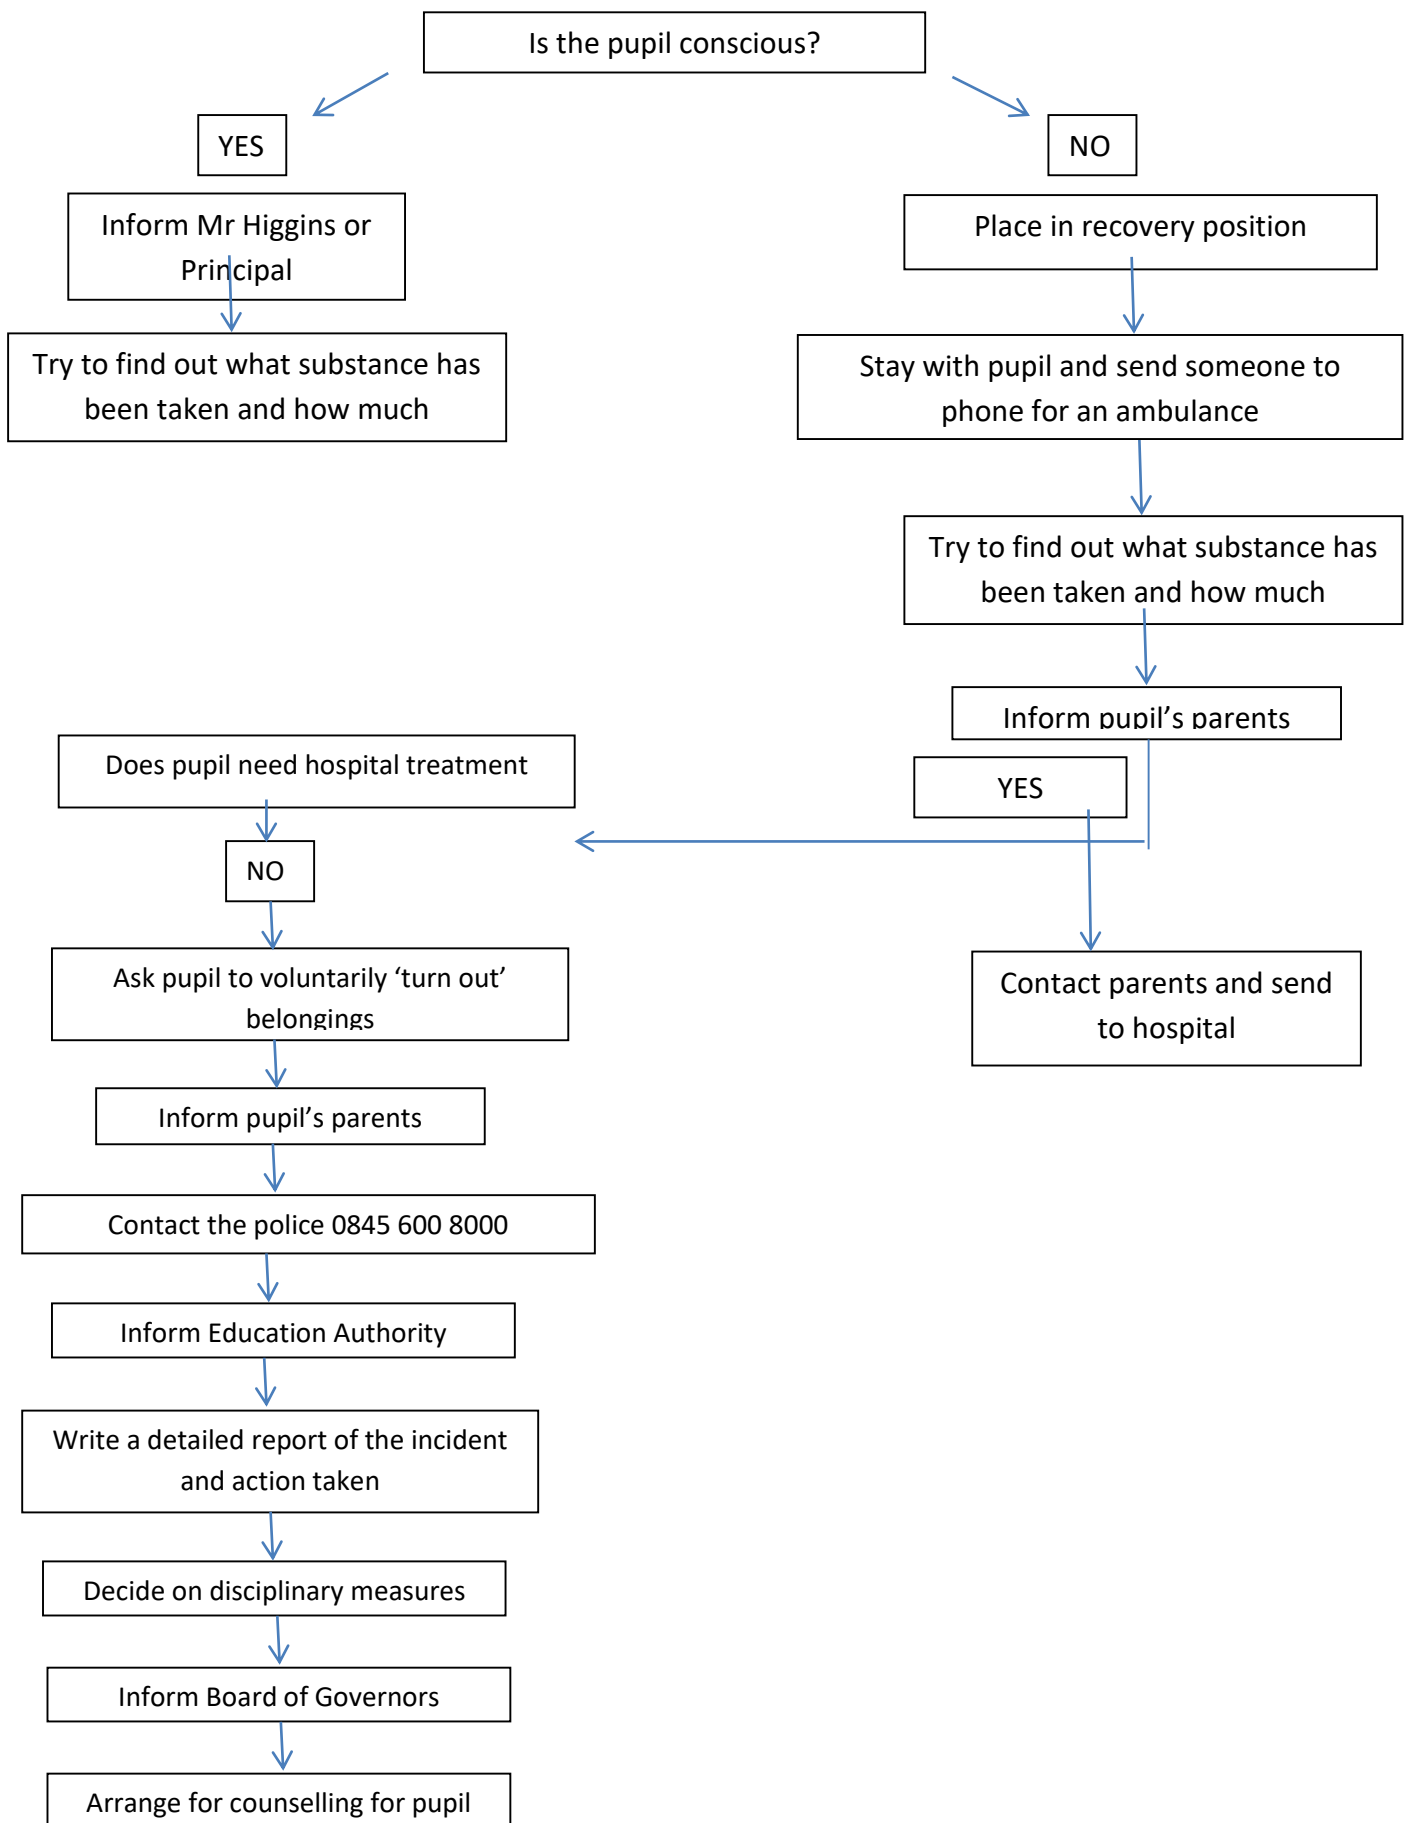 Is the pupil conscious?
YES
NO
Inform Mr Higgins or
Principal
Place in recovery position
Try to find out what substance has
been taken and how much
Stay with pupil and send someone to
phone for an ambulance
Try to find out what substance has
been taken and how much
Inform pupil’s parents
Does pupil need hospital treatment
YES
NO
Ask pupil to voluntarily ‘turn out’
belongings
Contact parents and send
to hospital
Inform pupil’s parents
Contact the police 0845 600 8000
Inform Education Authority
Write a detailed report of the incident
and action taken
Decide on disciplinary measures
Inform Board of Governors
Arrange for counselling for pupil